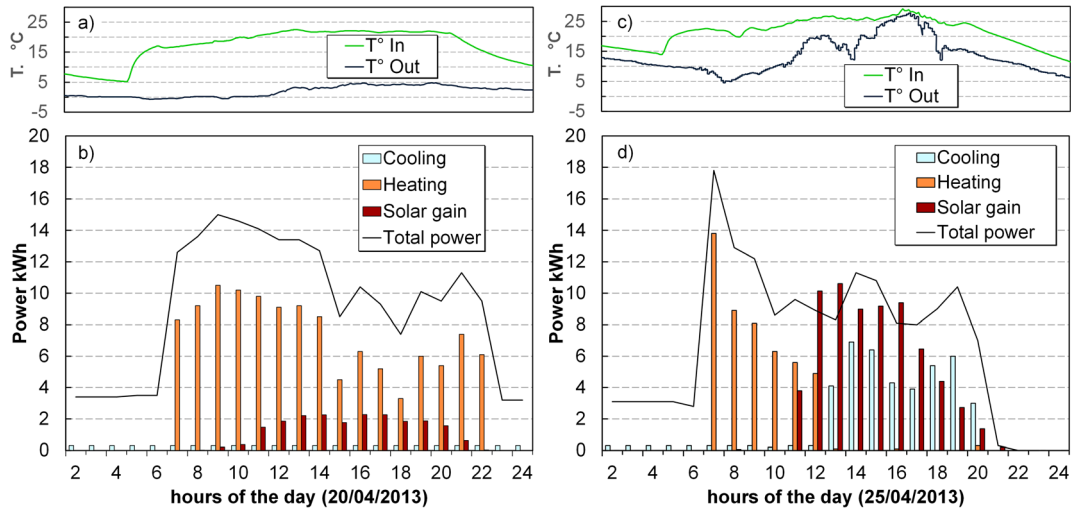 a)
25
15
5
-5
T. °C
T° In
T° Out
b)
20
18
16
14
12
10
8
6
4
2
0
Power kWh
Cooling
Heating
Solar gain
Total power
2 4 6 8 10 12 14 16 18 20 22 24
hours of the day (20/04/2013)
c)
25
15
5
-5
T. °C
T° In
T° Out
d)
20
18
16
14
12
10
8
6
4
2
0
Power kWh
Cooling
Heating
Solar gain
Total power
2 4 6 8 10 12 14 16 18 20 22 24
hours of the day (25/04/2013)